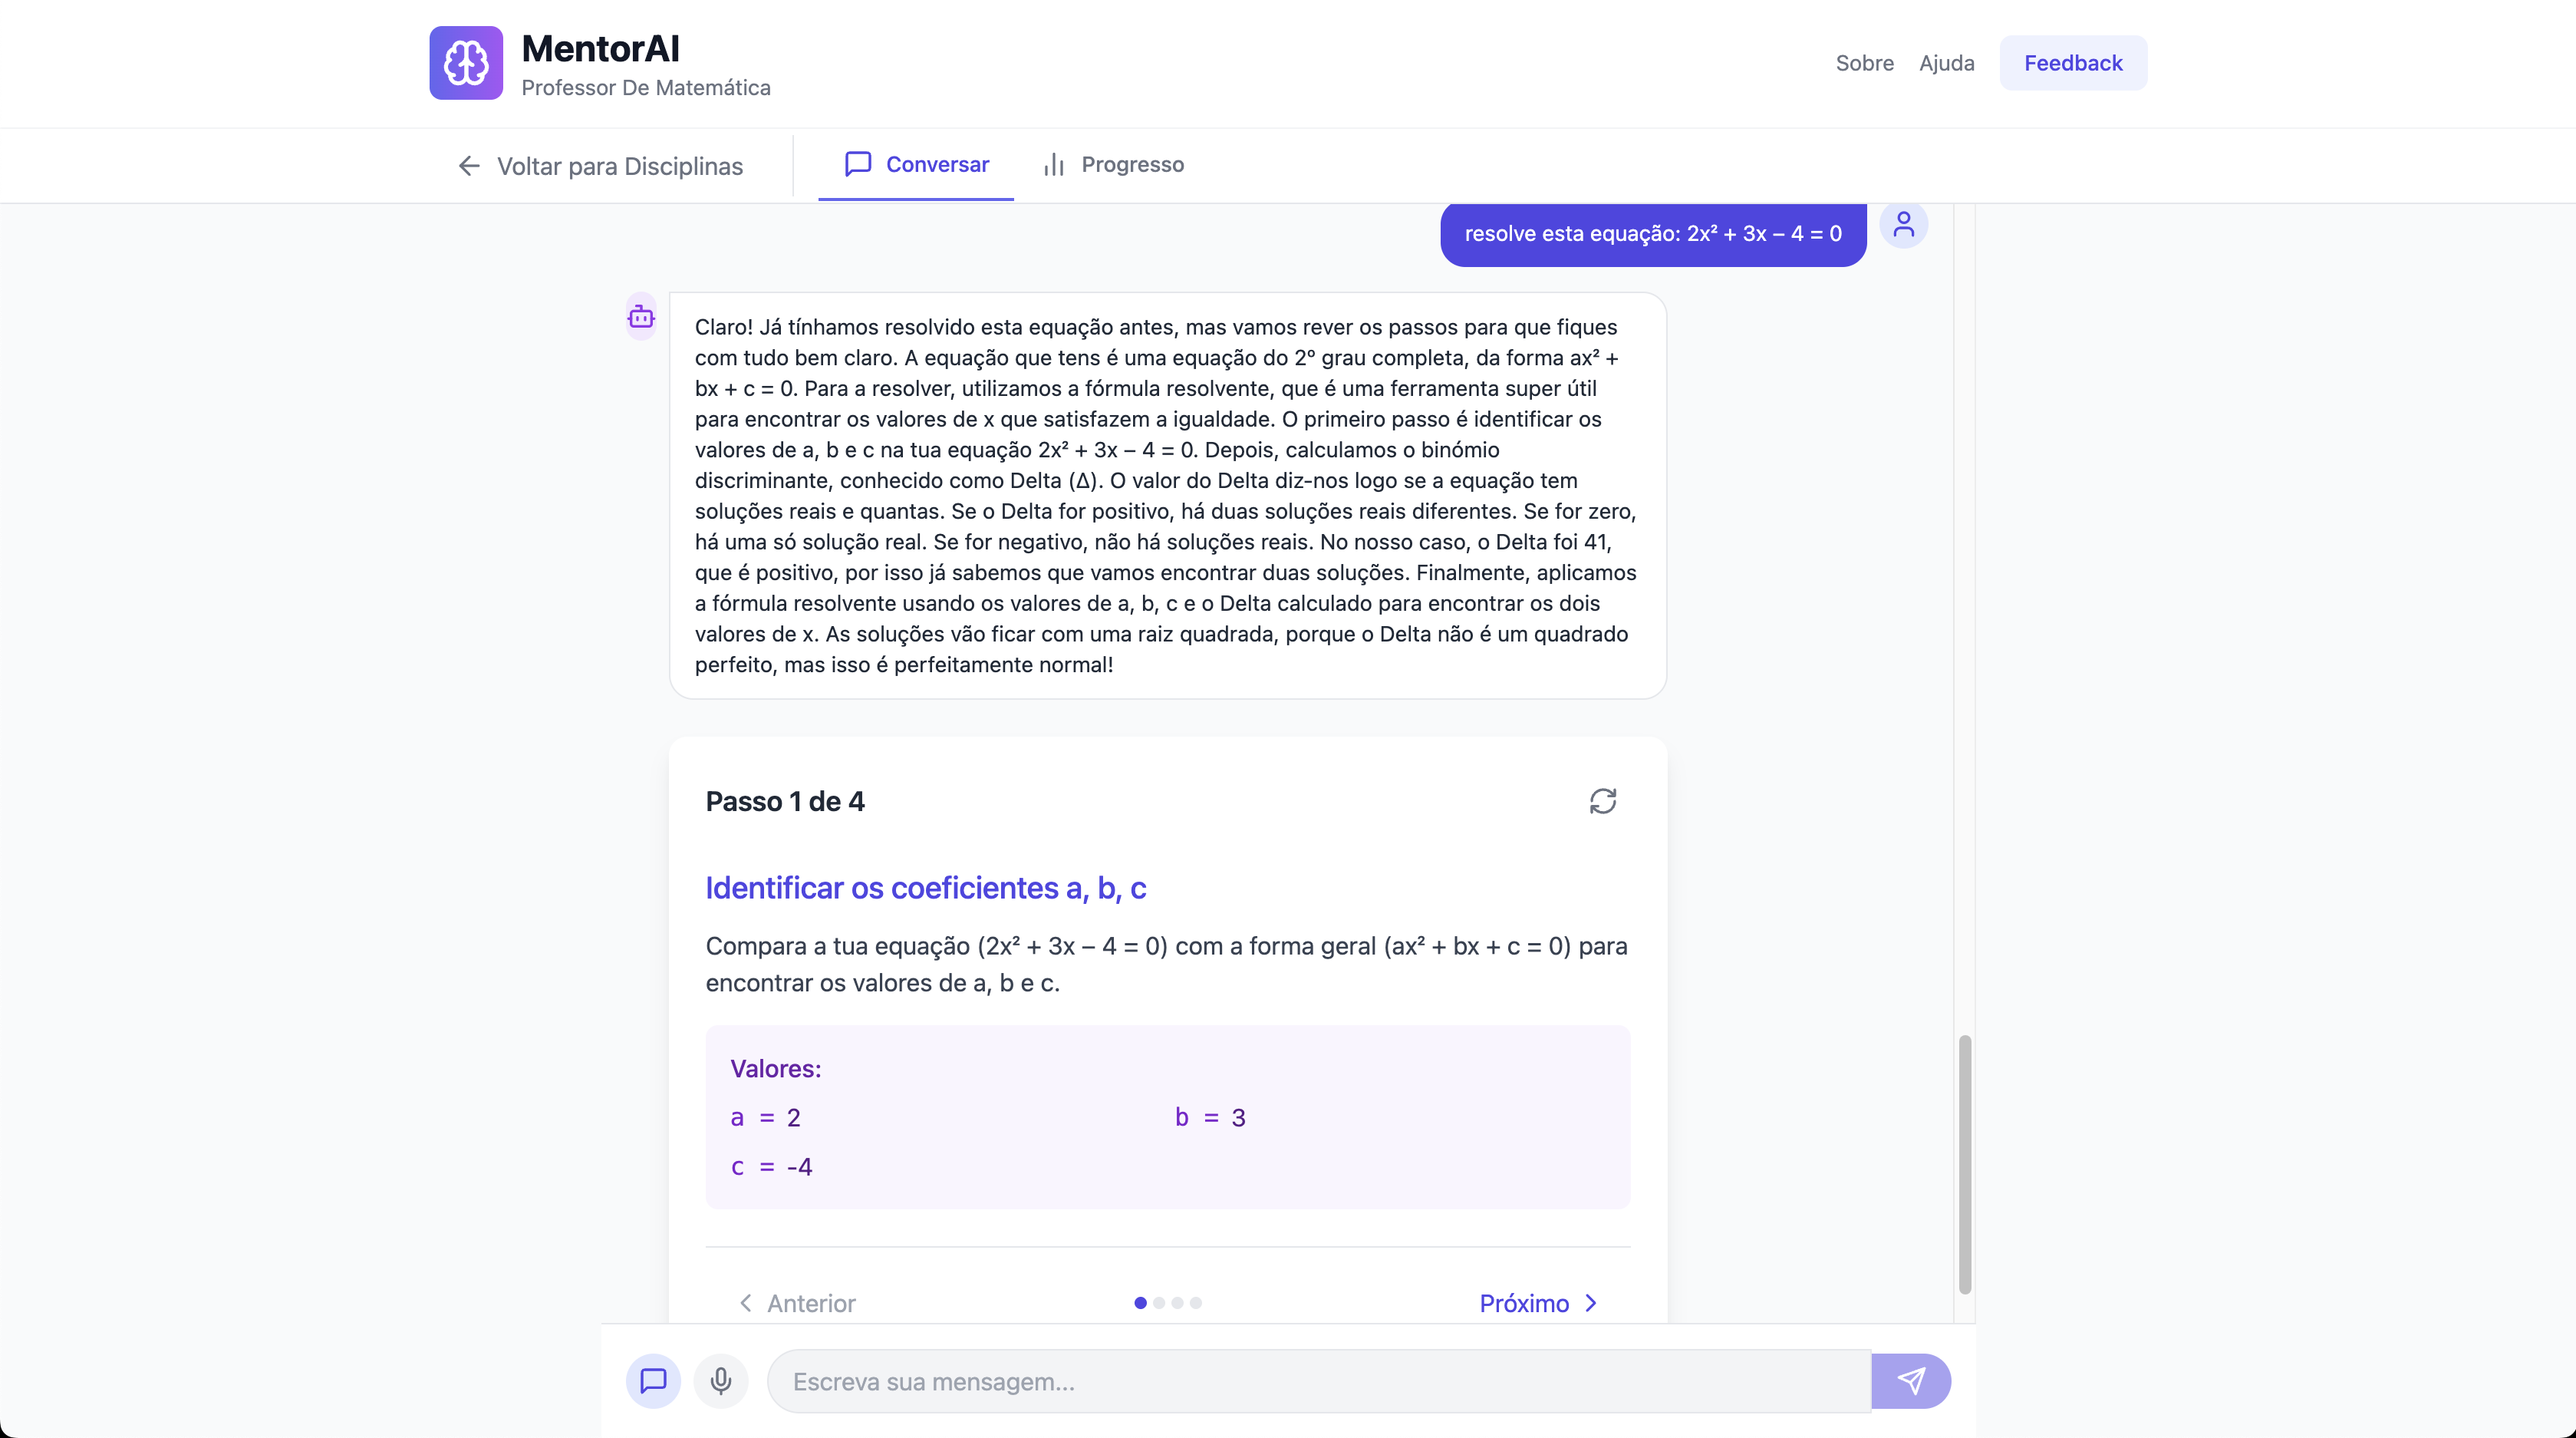 MentorAI
Professor De Matemática
Sobre
Ajuda
Feedback
Voltar para Disciplinas
Conversar
Progresso
resolve esta equação: 2x² + 3x – 4 = 0
Claro! Já tínhamos resolvido esta equação antes, mas vamos rever os passos para que fiques
com tudo bem claro. A equação que tens é uma equação do 2º grau completa, da forma ax² +
bx + c = 0. Para a resolver, utilizamos a fórmula resolvente, que é uma ferramenta super útil
para encontrar os valores de x que satisfazem a igualdade. O primeiro passo é identificar os
valores de a, b e c na tua equação 2x² + 3x – 4 = 0. Depois, calculamos o binómio
discriminante, conhecido como Delta (Δ). O valor do Delta diz-nos logo se a equação tem
soluções reais e quantas. Se o Delta for positivo, há duas soluções reais diferentes. Se for zero,
há uma só solução real. Se for negativo, não há soluções reais. No nosso caso, o Delta foi 41,
que é positivo, por isso já sabemos que vamos encontrar duas soluções. Finalmente, aplicamos
a fórmula resolvente usando os valores de a, b, c e o Delta calculado para encontrar os dois
valores de x. As soluções vão ficar com uma raiz quadrada, porque o Delta não é um quadrado
perfeito, mas isso é perfeitamente normal!
Passo 1 de 4
Identificar os coeficientes a, b, c
Compara a tua equação (2x² + 3x – 4 = 0) com a forma geral (ax² + bx + c = 0) para
encontrar os valores de a, b e c.
Valores:
a = 2
b = 3
c = -4
Anterior
Próximo
Escreva sua mensagem...